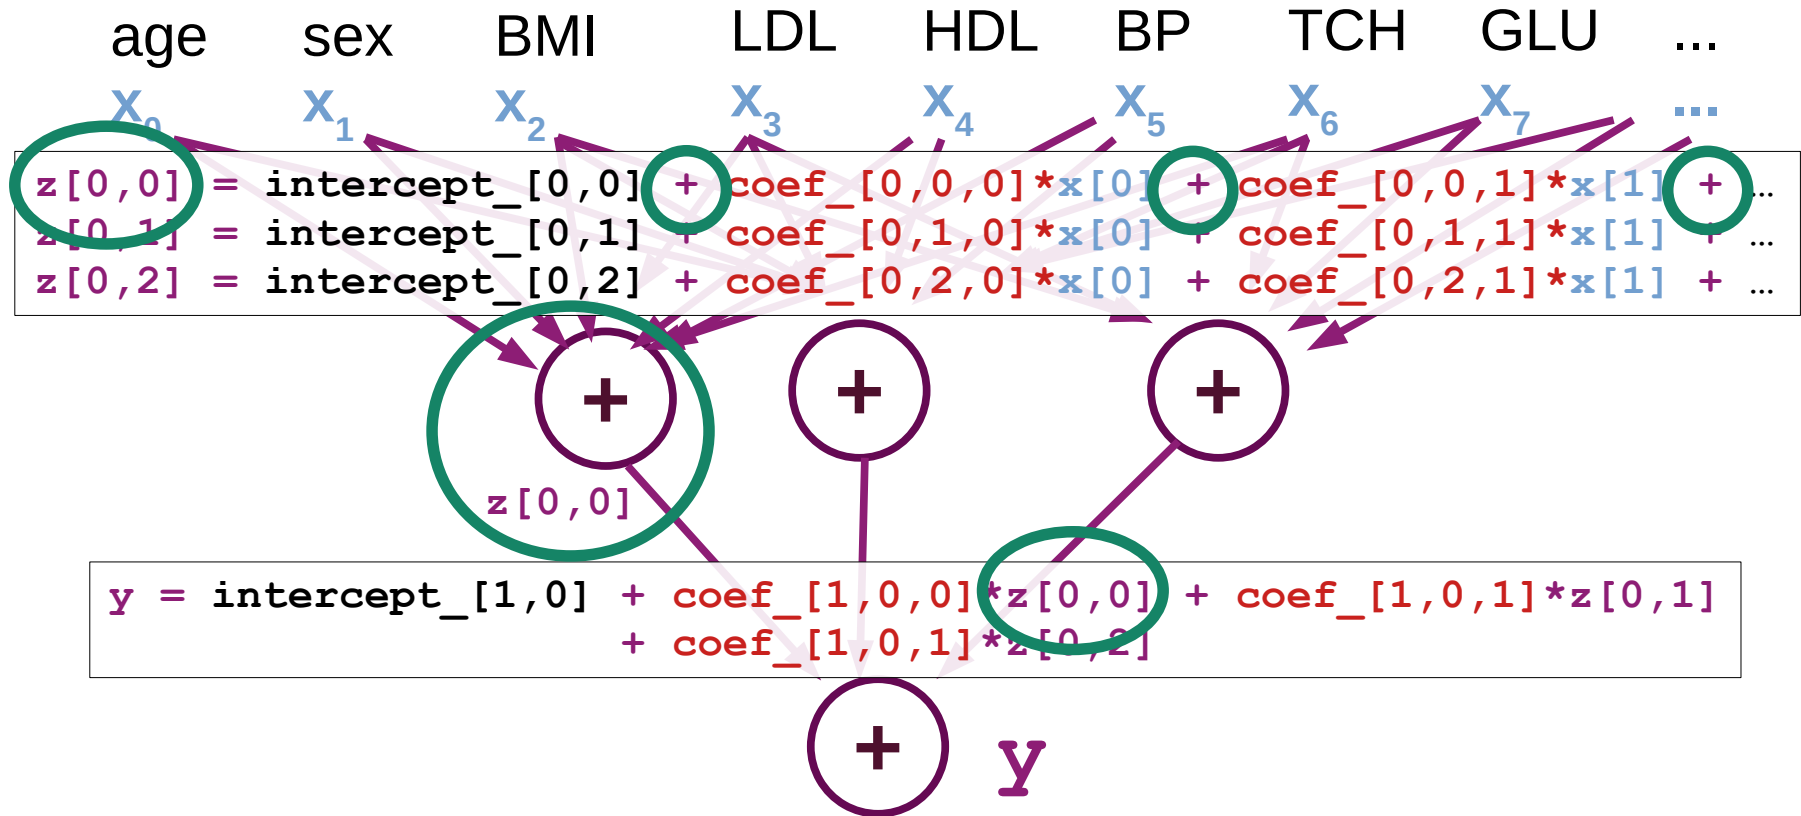 age sex BMI LDL HDL BP TCH GLU ...
x0 x1 x2 x3 x4 x5 x6 x7 ...
z[0,0] = intercept_[0,0] + coef_[0,0,0]*x[0] + coef_[0,0,1]*x[1] + ...
z[0,1] = intercept_[0,1] + coef_[0,1,0]*x[0] + coef_[0,1,1]*x[1] + ...
z[0,2] = intercept_[0,2] + coef_[0,2,0]*x[0] + coef_[0,2,1]*x[1] + ...
+ + +
z[0,0]
y = intercept_[1,0] + coef_[1,0,0]*z[0,0] + coef_[1,0,1]*z[0,1]
+ coef_[1,0,1]*z[0,2]
+ y